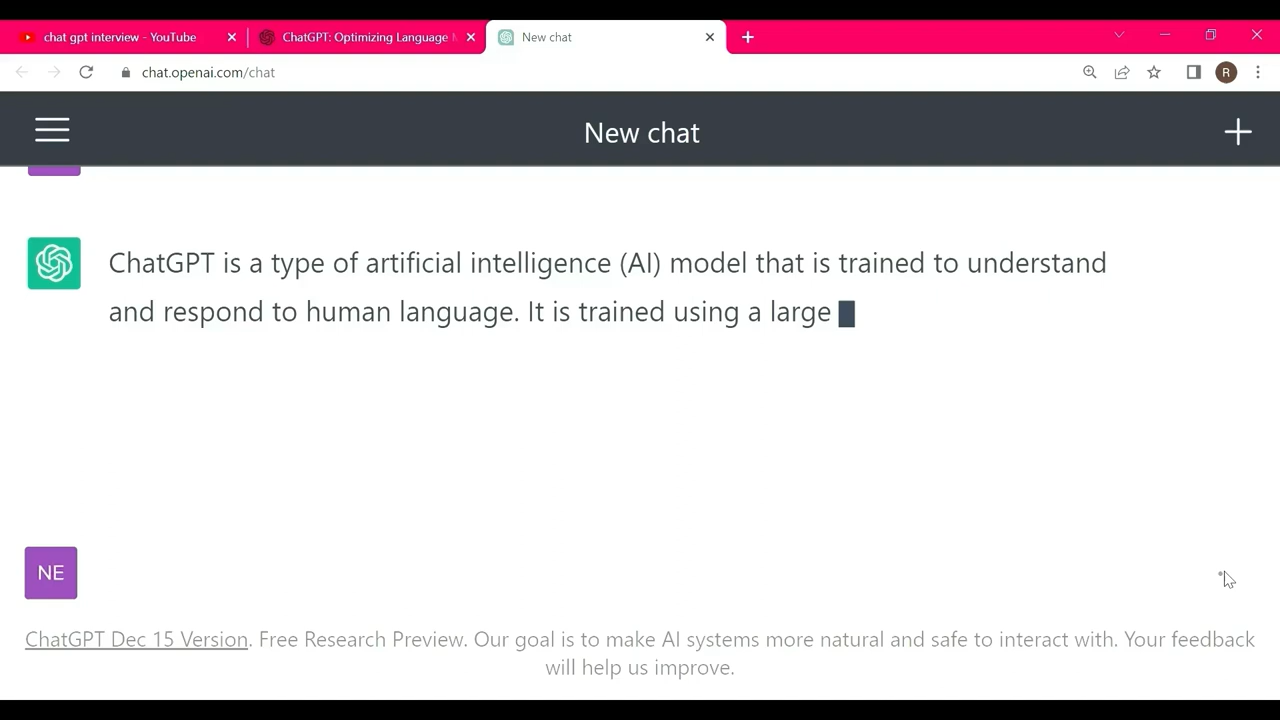 chat gpt interview - YouTube
ChatGPT: Optimizing Language
New chat
chat.openai.com/chat
R
New chat
ChatGPT is a type of artificial intelligence (AI) model that is trained to understand
and respond to human language. It is trained using a large
NE
ChatGPT Dec 15 Version. Free Research Preview. Our goal is to make AI systems more natural and safe to interact with. Your feedback
will help us improve.